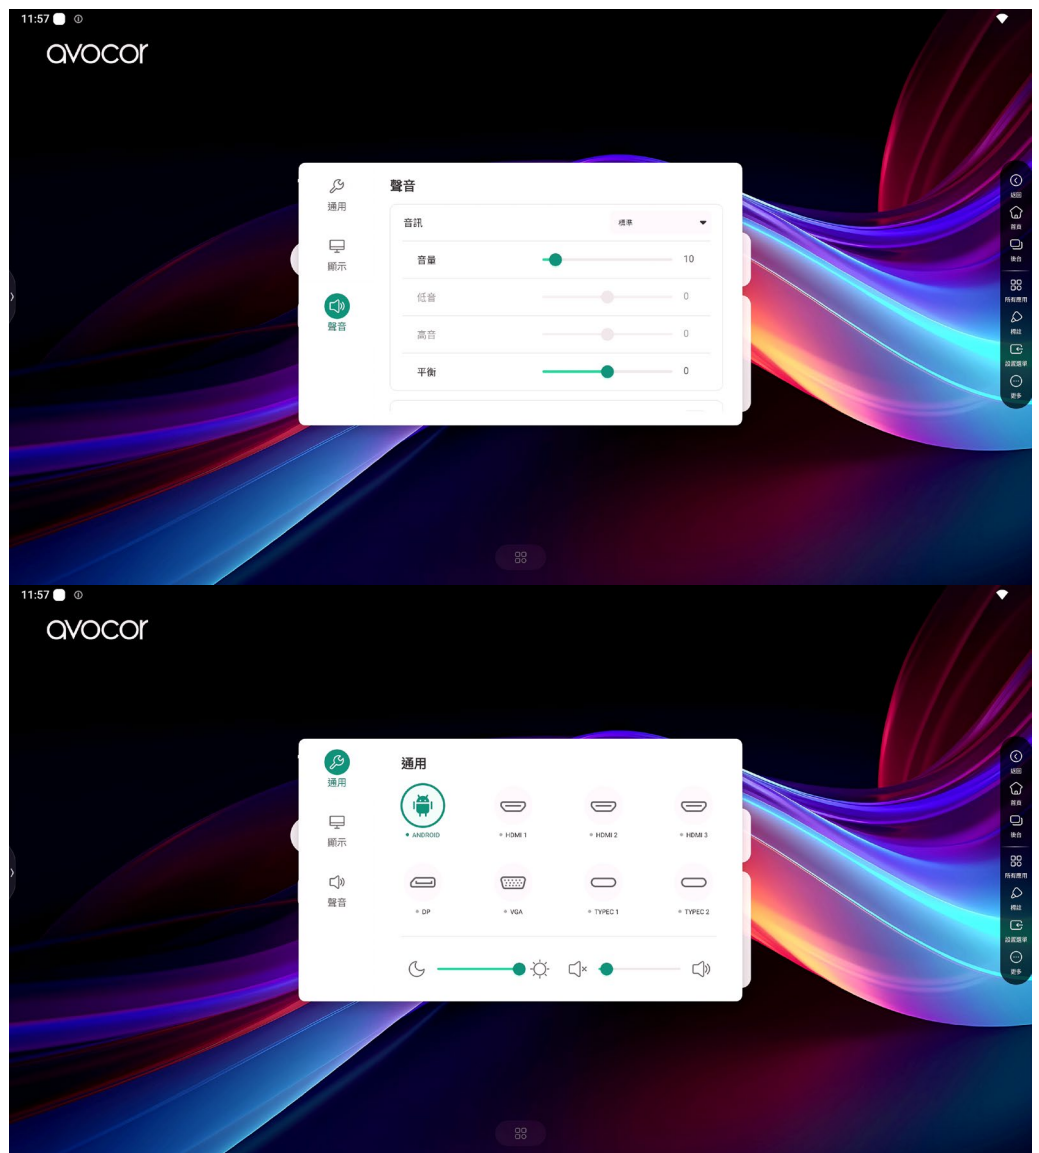 11:57
avocor
聲音
通用
音訊
標準
音量
10
顯示
低音
0
聲音
高音
0
平衡
0
返回
首頁
後台
所有應用
標註
設置選單
更多
11:57
avocor
通用
通用
ANDROID
HDMI 1
HDMI 2
HDMI 3
顯示
聲音
DP
VGA
TYPEC 1
TYPEC 2
返回
首頁
後台
所有應用
標註
設置選單
更多